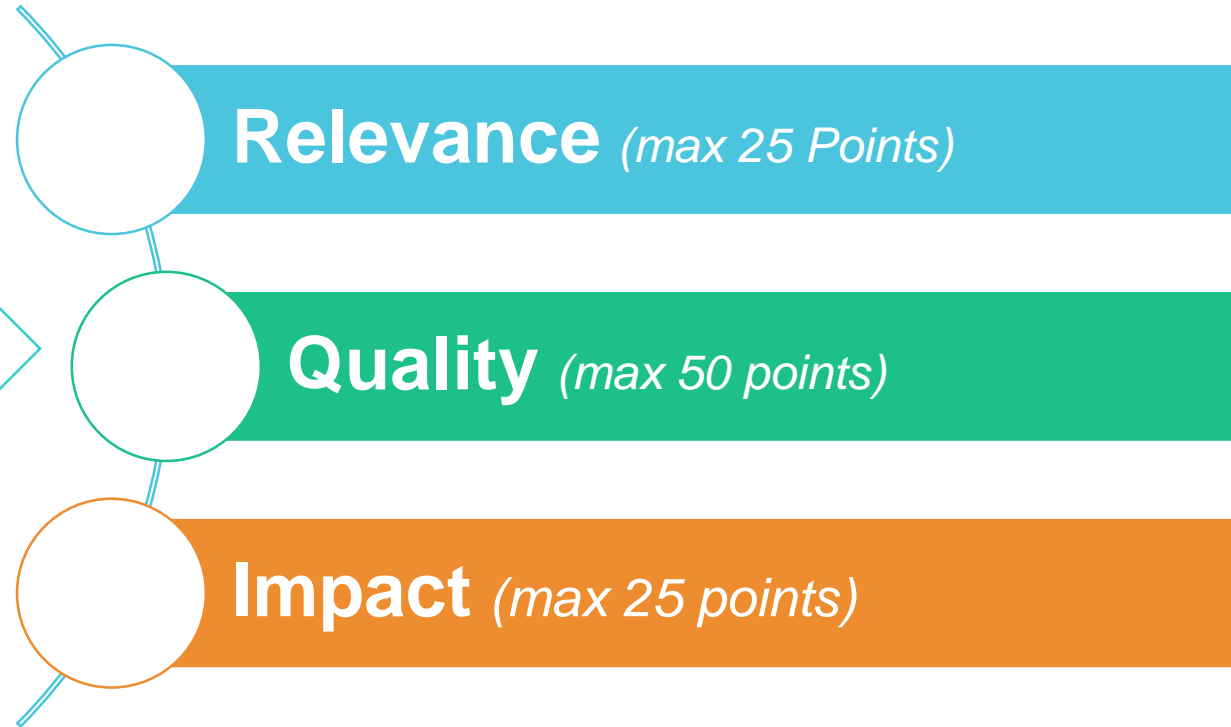 Relevance (max 25 Points)
Quality (max 50 points)
Impact (max 25 points)